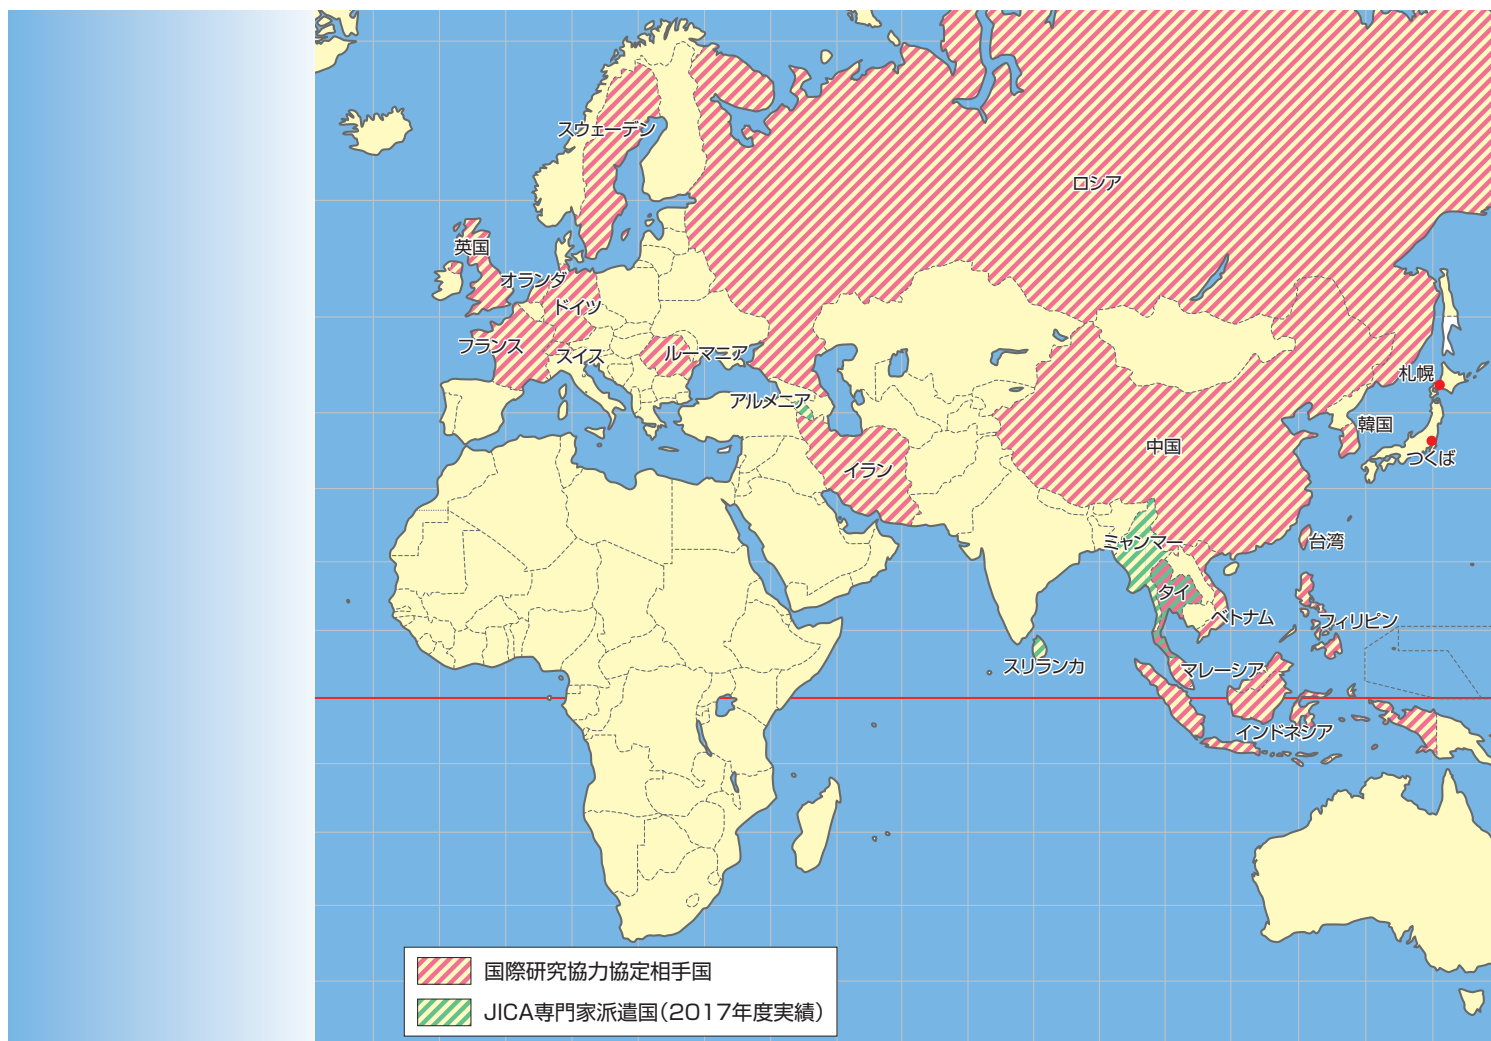 スウェーデン
ロシア
英国
オランダ
ドイツ
フランス
スイス
ルーマニア
札幌
アルメニア
韓国
中国
つくば
イラン
ミャンマー
台湾
タイ
ベトナム
フィリピン
スリランカ
マレーシア
インドネシア
国際研究協力協定相手国
JICA専門家派遣国(2017年度実績)